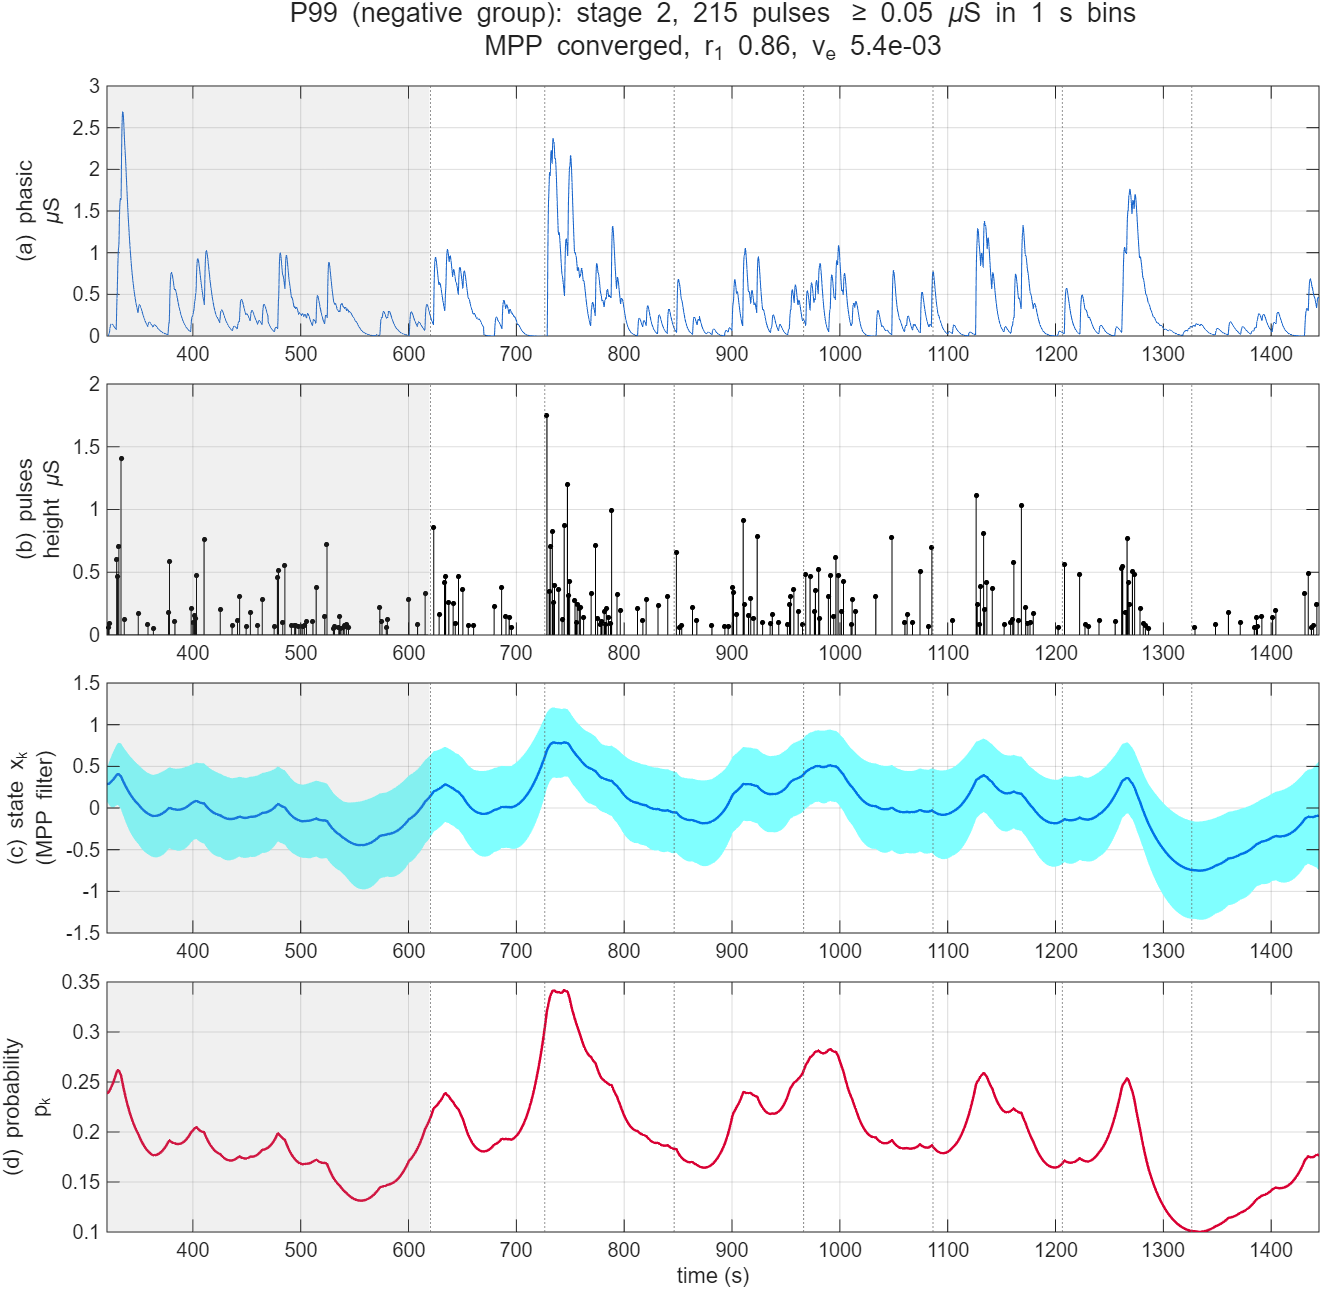 P99 (negative group): stage 2, 215 pulses ≥ 0.05 µS in 1 s bins
MPP converged, r₁ 0.86, vₑ 5.4e-03
(a) phasic
µS
3
2.5
2
1.5
1
0.5
0
400 500 600 700 800 900 1000 1100 1200 1300 1400
(b) pulses
height µS
2
1.5
1
0.5
0
400 500 600 700 800 900 1000 1100 1200 1300 1400
(c) state xₖ
(MPP filter)
1.5
1
0.5
0
-0.5
-1
-1.5
400 500 600 700 800 900 1000 1100 1200 1300 1400
(d) probability
pₖ
0.35
0.3
0.25
0.2
0.15
0.1
400 500 600 700 800 900 1000 1100 1200 1300 1400
time (s)